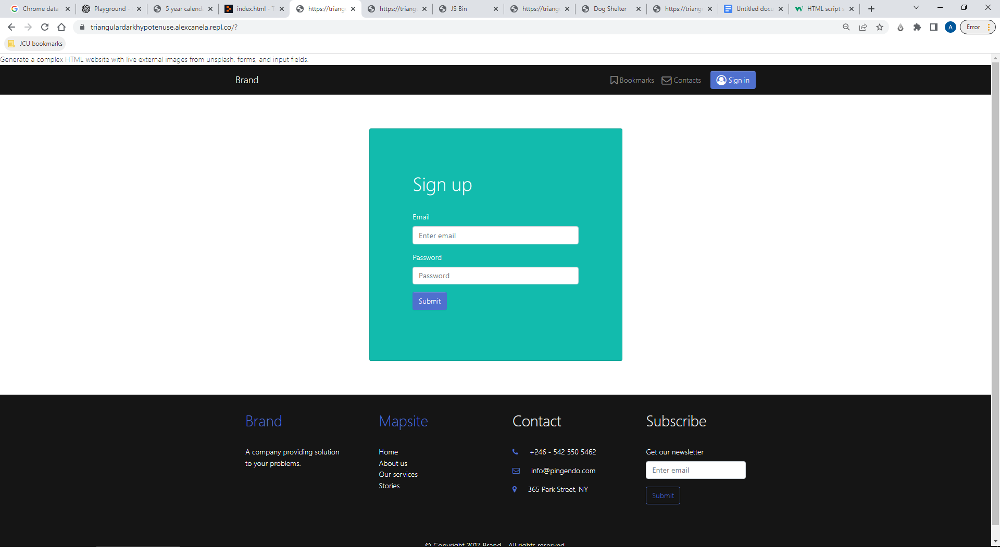 Chrome data
Playground -
5 year calend
index.html - T
https://triang
https://triang
JS Bin
https://triang
Dog Shelter
https://triang
Untitled docu
HTML script s
triangulardarkhypotenuse.alexcanela.repl.co/?
A
Error
JCU bookmarks
Generate a complex HTML website with live external images from unsplash, forms, and input fields.
Brand
Bookmarks
Contacts
Sign in
Sign up
Email
Enter email
Password
Password
Submit
Brand
A company providing solution
to your problems.
Mapsite
Home
About us
Our services
Stories
Contact
+246 - 542 550 5462
info@pingendo.com
365 Park Street, NY
Subscribe
Get our newsletter
Enter email
Submit
© Copyright 2017 Brand - All rights reserved.